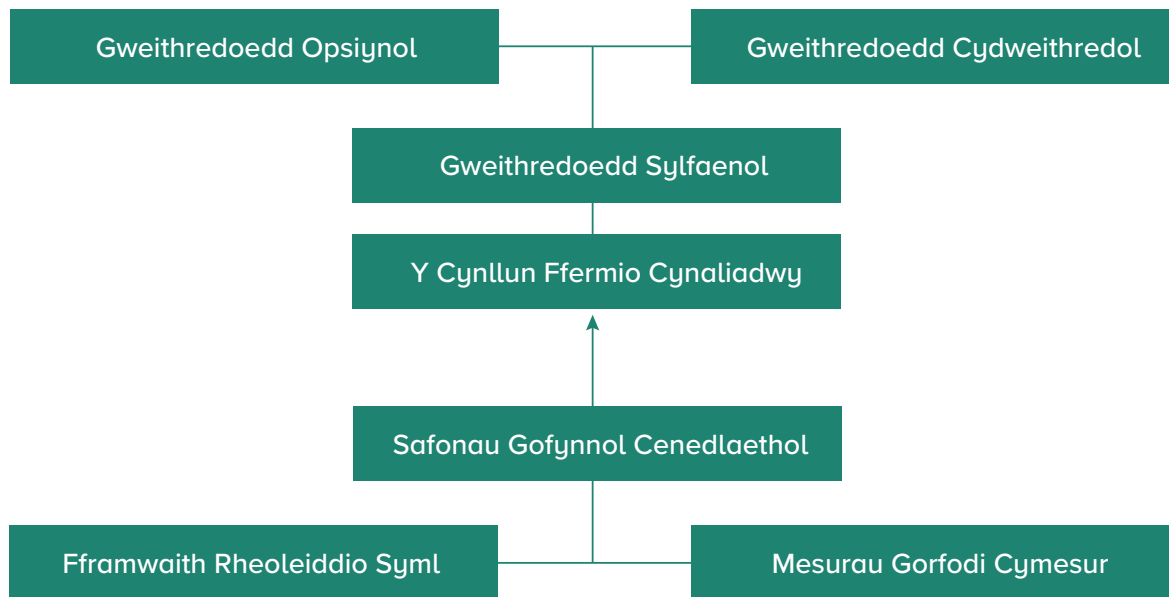 Gweithredoedd Opsiynol
Gweithredoedd Cydweithredol
Gweithredoedd Sylfaenol
Y Cynllun Ffermio Cynaliadwy
Safonau Gofynnol Cenedlaethol
Fframwaith Rheoleiddio Syml
Mesurau Gorfodi Cymesur